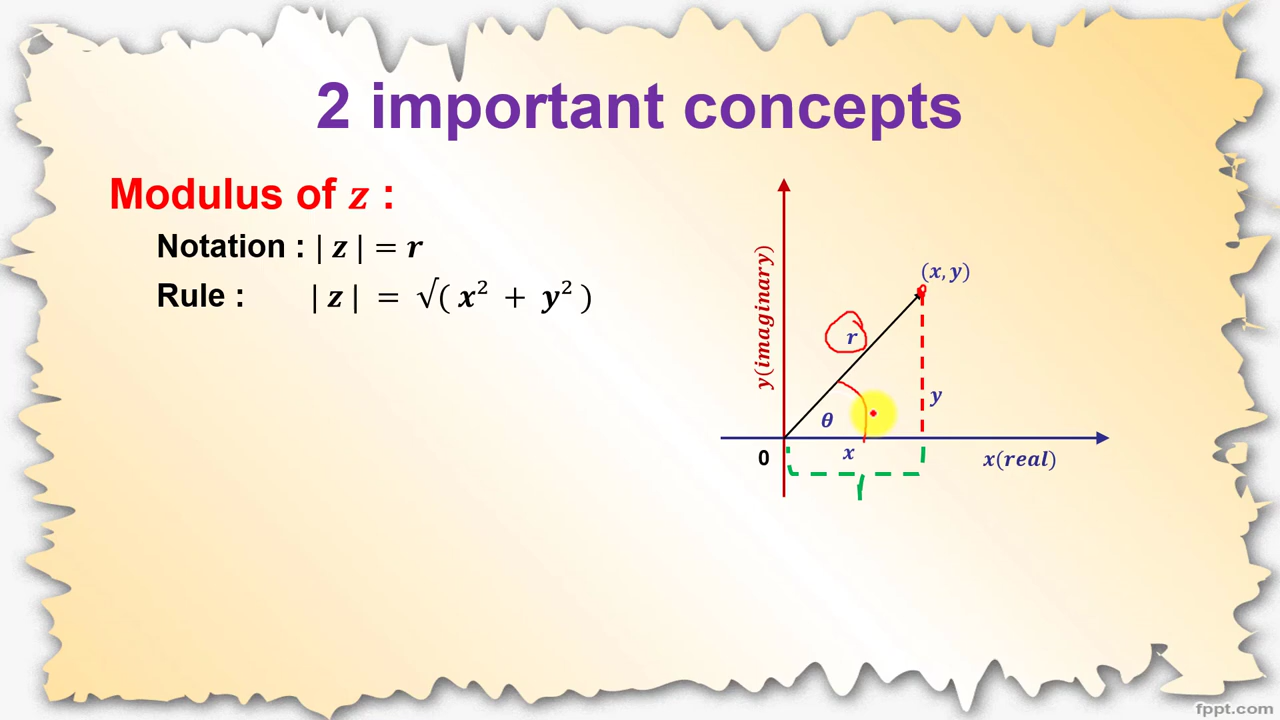 2 important concepts
Modulus of z :
Notation : | z | = r
Rule : | z | = √( x² + y² )
y(imaginary)
(x, y)
r
y
θ
0
x
x(real)
fppt.com